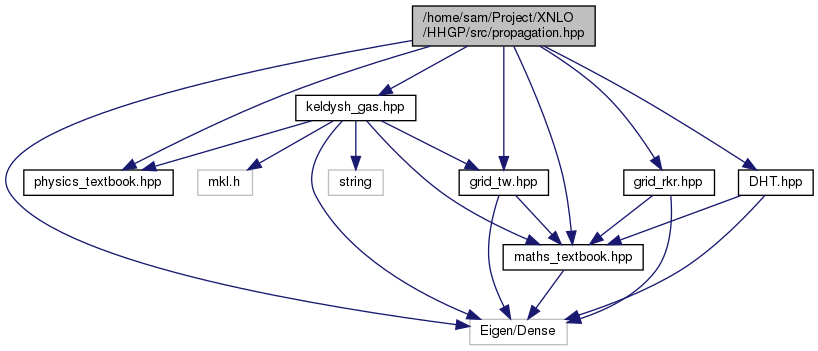 /home/sam/Project/XNLO
/HHGP/src/propagation.hpp
keldysh_gas.hpp
physics_textbook.hpp
mkl.h
string
grid_tw.hpp
grid_rkr.hpp
DHT.hpp
maths_textbook.hpp
Eigen/Dense